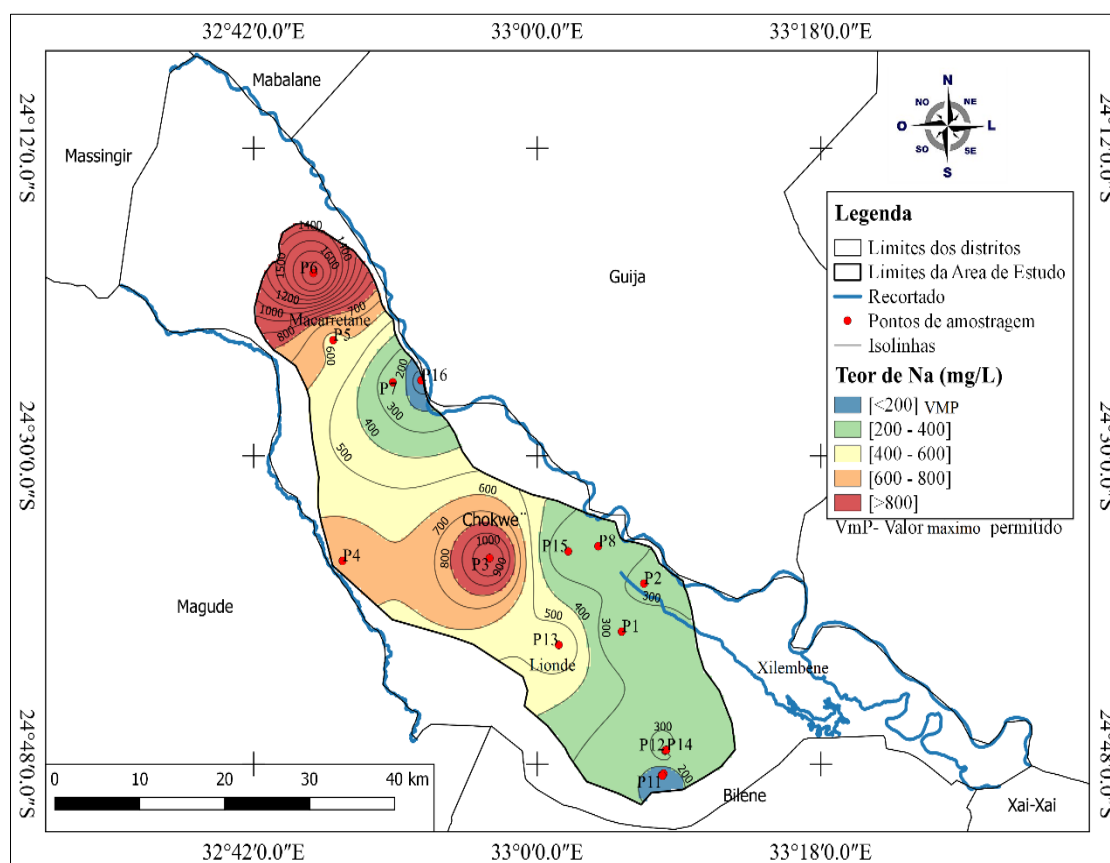 32°42′0.0″E 33°0′0.0″E 33°18′0.0″E
24°12′0.0″S
24°30′0.0″S
24°48′0.0″S
24°12′0.0″S
24°30′0.0″S
24°48′0.0″S
Mabalane
Massingir
Guija
Magude
Bilene
Xai-Xai
Xilembene
Macarretane
Chokwe¨
Lionde
N
NO
NE
O
L
SO
SE
S
P6
P5
P7
P16
P4
P3
P15
P8
P2
P1
P13
P12
P14
P11
1400
1400
1500
1600
1200
1000
800
700
600
200
300
400
500
600
700
800
1000
900
500
400
300
300
300
200
Legenda
Limites dos distritos
Limites da Area de Estudo
Recortado
Pontos de amostragem
Isolinhas
Teor de Na (mg/L)
[<200] VMP
[200 - 400]
[400 - 600]
[600 - 800]
[>800]
VmP- Valor maximo permitido
0 10 20 30 40 km
32°42′0.0″E 33°0′0.0″E 33°18′0.0″E